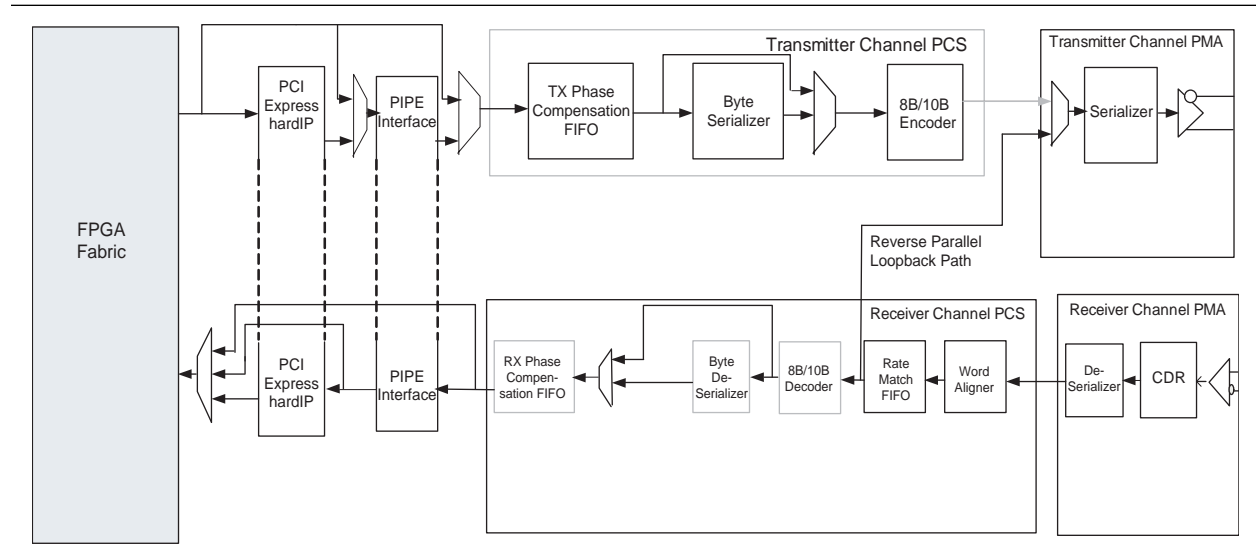 FPGA
Fabric
PCI
Express
hardIP
PIPE
Interface
Transmitter Channel PCS
TX Phase
Compensation
FIFO
Byte
Serializer
8B/10B
Encoder
Transmitter Channel PMA
Serializer
Reverse Parallel
Loopback Path
PCI
Express
hardIP
PIPE
Interface
Receiver Channel PCS
RX Phase
Compen-
sation FIFO
Byte
De-
Serializer
8B/10B
Decoder
Rate
Match
FIFO
Word
Aligner
Receiver Channel PMA
De-
Serializer
CDR